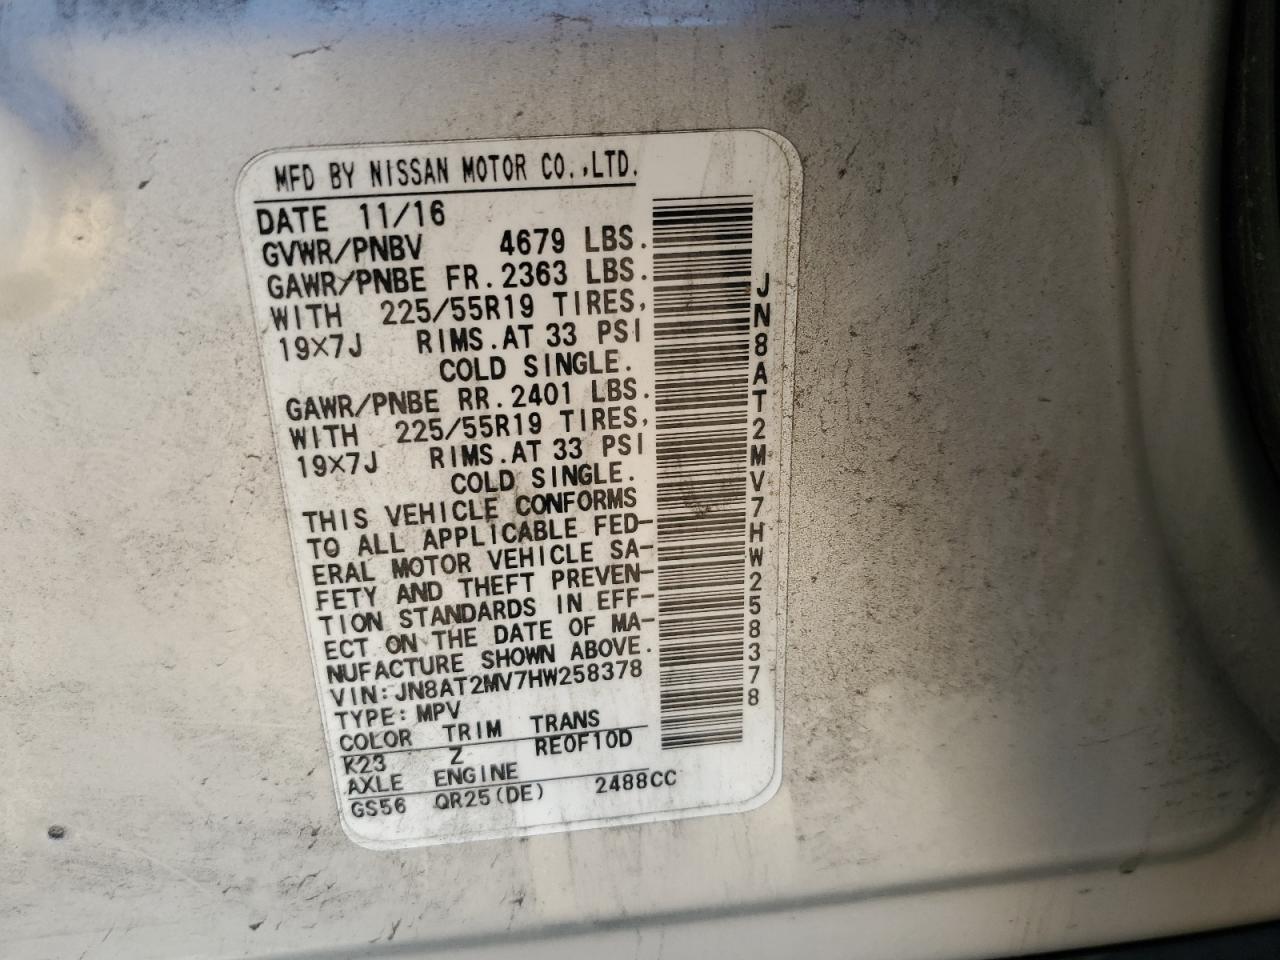 MFD BY NISSAN MOTOR CO.,LTD.
DATE 11/16
GVWR/PNBV 4679 LBS.
GAWR/PNBE FR. 2363 LBS.
WITH 225/55R19 TIRES,
19×7J RIMS. AT 33 PSI
COLD SINGLE.
GAWR/PNBE RR. 2401 LBS.
WITH 225/55R19 TIRES,
19×7J RIMS. AT 33 PSI
COLD SINGLE.
THIS VEHICLE CONFORMS
TO ALL APPLICABLE FED-
ERAL MOTOR VEHICLE SA-
FETY AND THEFT PREVEN-
TION STANDARDS IN EFF-
ECT ON THE DATE OF MA-
NUFACTURE SHOWN ABOVE.
VIN: JN8AT2MV7HW258378
TYPE: MPV
COLOR TRIM TRANS
K23 Z RE0F10D
AXLE ENGINE
GS56 QR25(DE) 2488CC
JN8AT2MV7HW258378